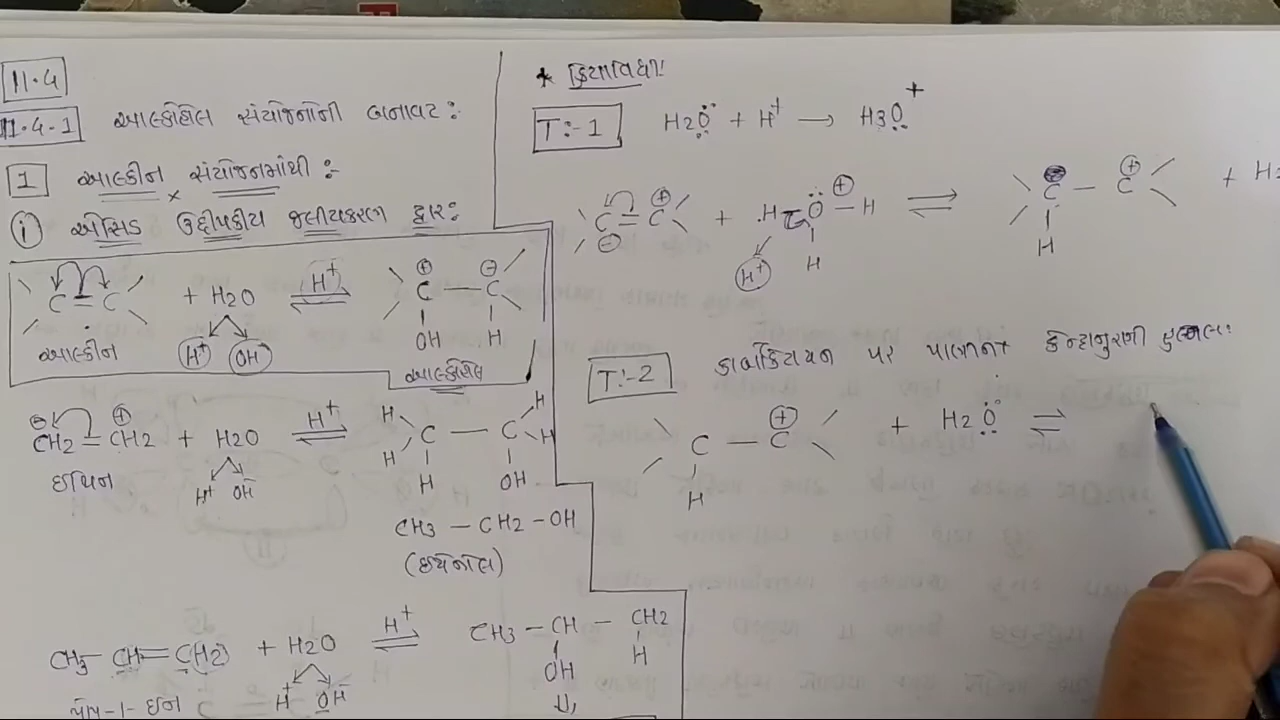 11.4
11.4.1 આલ્કોહોલ સંયોજનોની બનાવટ :-
1 આલ્કીન સંયોજનમાંથી :-
(i) એસિડ ઉદ્દીપકીય જલીયકરણ દ્વારા:
C = C + H2O ⇌ H+ C⊕ — C⊖
OH H
આલ્કીન H+ OH- આલ્કોહોલ
⊖ ⊕
CH2 = CH2 + H2O ⇌ H+ H C — C H
H H
H OH
ઇથિન H+ OH-
CH3 — CH2 – OH
(ઇથેનોલ)
CH3 – CH = CH2 + H2O ⇌ H+ CH3 – CH – CH2
OH H
પ્રોપ-1-ઇન H+ OH-
* ક્રિયાવિધી:
T:-1 H2O + H+ → H3O+
C = C⊕ + H O⊕ – H ⇌ C – C⊕ +
⊖ H+ H H
T:-2 કાર્બોકેટાયન પર પાણીનો કેન્દ્રાનુરાગી હુમલો:
C – C⊕ + H2O ⇌
H